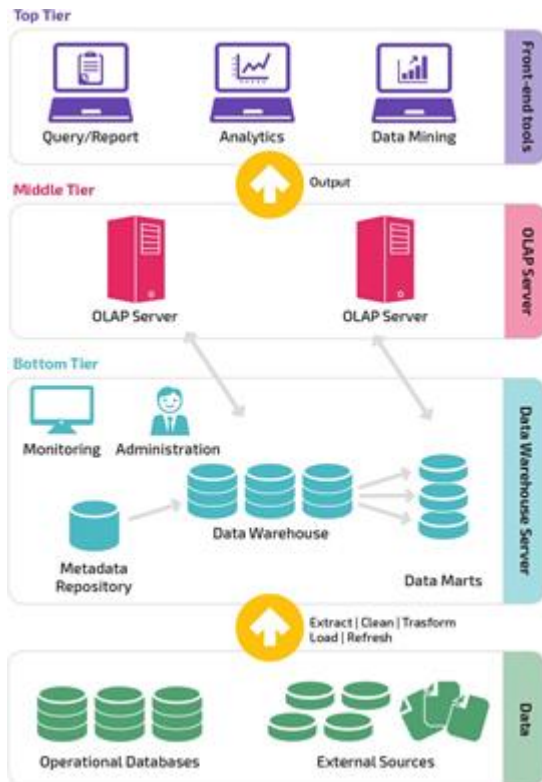 Top Tier
Query/Report
Analytics
Data Mining
Front-end tools
Output
Middle Tier
OLAP Server
OLAP Server
OLAP Server
Bottom Tier
Monitoring
Administration
Metadata
Repository
Data Warehouse
Data Marts
Data Warehouse Server
Extract | Clean | Trasform
Load | Refresh
Operational Databases
External Sources
Data